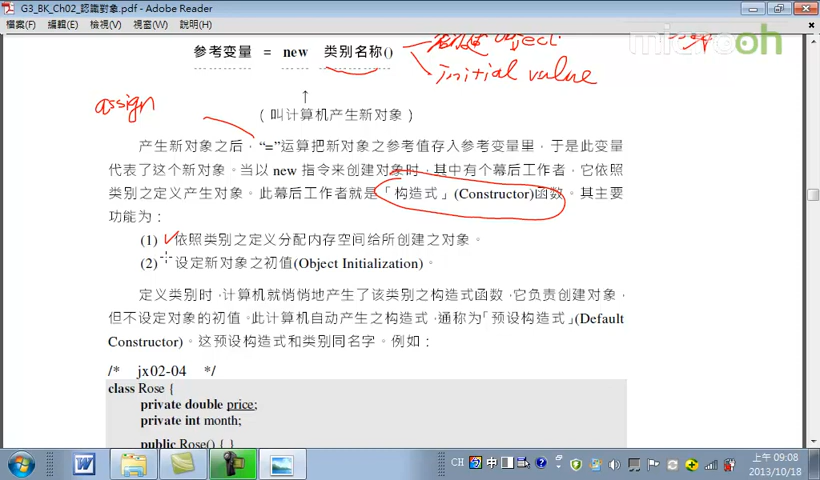 G3_BK_Ch02_認識對象.pdf - Adobe Reader
檔案(F) 編輯(E) 檢視(V) 視窗(W) 說明(H)
object
参考变量 = new 类别名称()
microoh
initial value
assign
↑
（叫计算机产生新对象）
产生新对象之后，“=”运算把新对象之参考值存入参考变量里，于是此变量
代表了这个新对象。当以 new 指令来创建对象时，其中有个幕后工作者，它依照
类别之定义产生对象。此幕后工作者就是「构造式」(Constructor)函数。其主要
功能为：
(1) 依照类别之定义分配内存空间给所创建之对象。
(2) 设定新对象之初值(Object Initialization)。
定义类别时，计算机就悄悄地产生了该类别之构造式函数，它负责创建对象，
但不设定对象的初值。此计算机自动产生之构造式，通称为「预设构造式」(Default
Constructor)。这预设构造式和类别同名字。例如：
/* jx02-04 */
class Rose {
private double price;
private int month;
public Rose() { }
CH 中
上午 09:08
2013/10/18